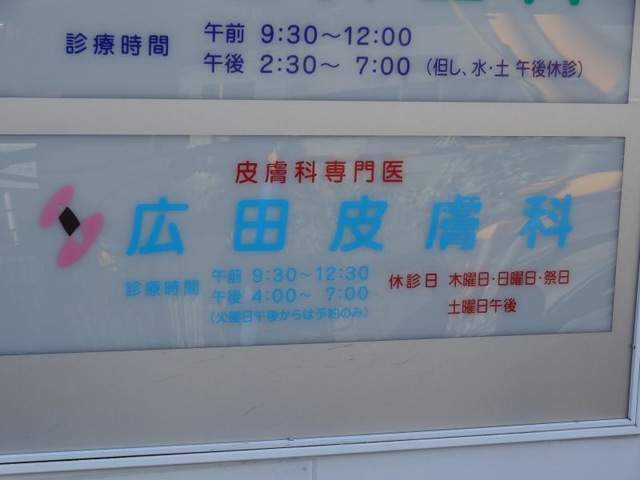 診療時間 午前 9:30～12:00
午後 2:30～ 7:00 (但し、水・土 午後休診)
皮膚科専門医
広田皮膚科
診療時間 午前 9:30～12:30
午後 4:00～ 7:00
(火曜日午後からは予約のみ)
休診日 木曜日・日曜日・祭日
土曜日午後